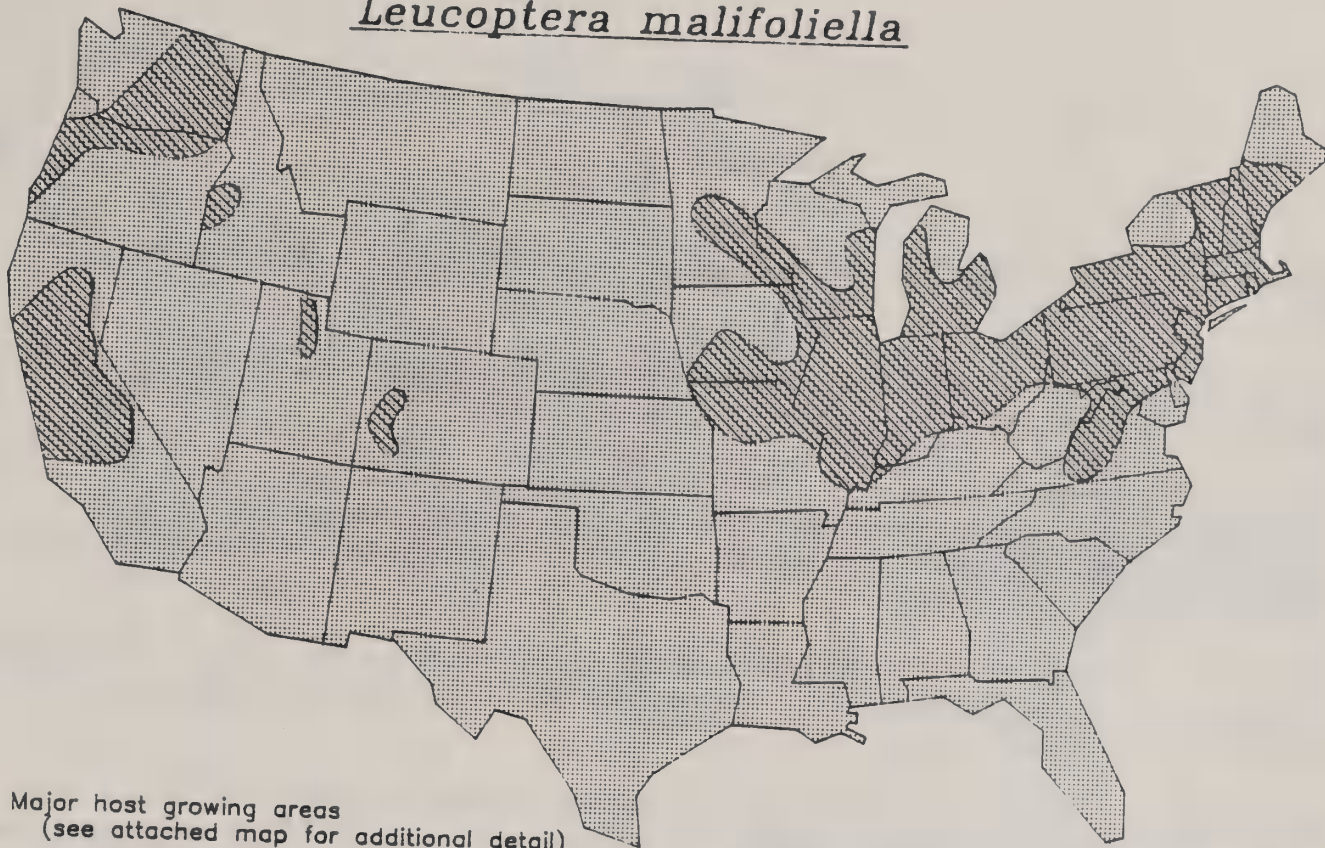 Leucoptera malifoliella
Major host growing areas
(see attached map for additional detail)